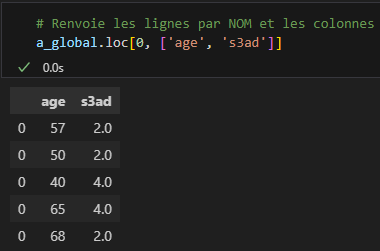 # Renvoie les lignes par NOM et les colonnes
a_global.loc[0, ['age', 's3ad']]
0.0s
age s3ad
0 57 2.0
0 50 2.0
0 40 4.0
0 65 4.0
0 68 2.0